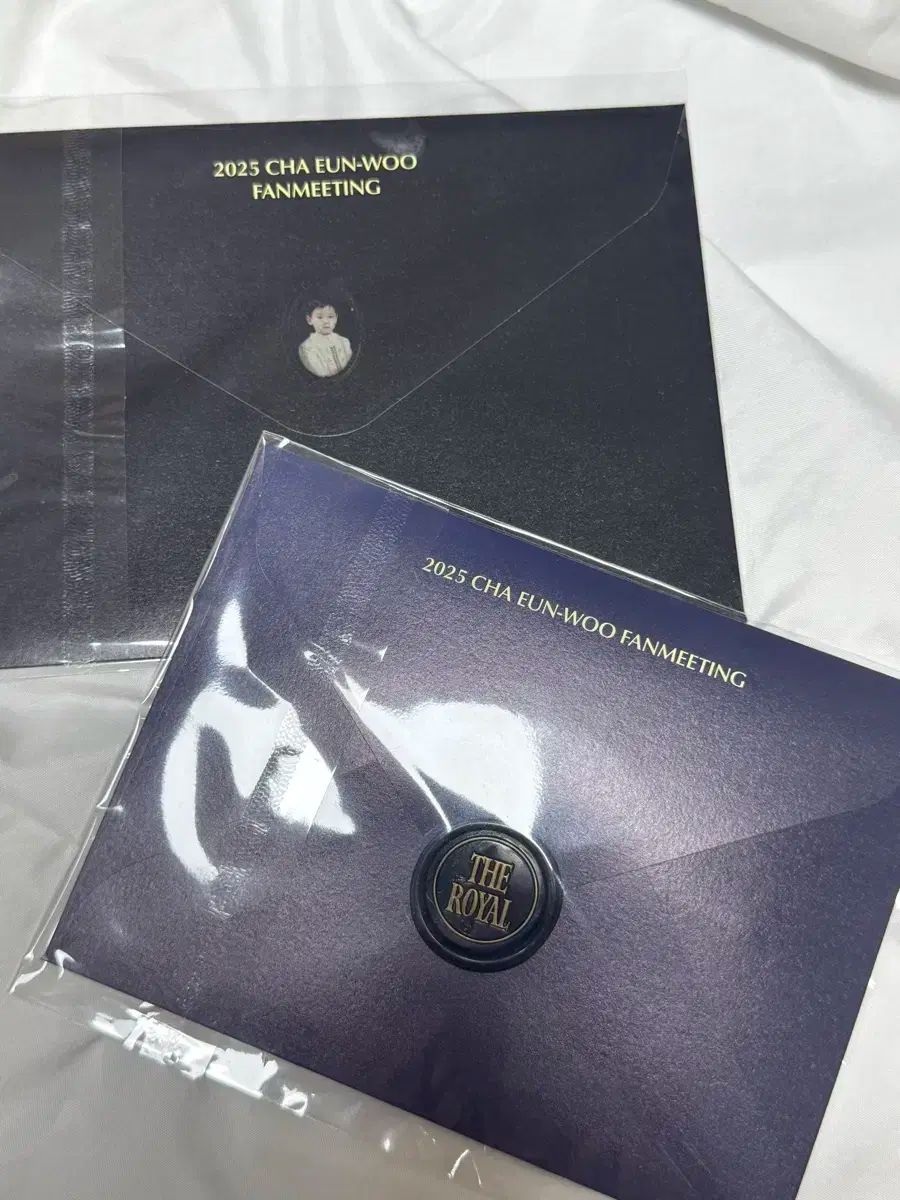 2025 CHA EUN-WOO
FANMEETING
2025 CHA EUN-WOO FANMEETING
THE
ROYAL